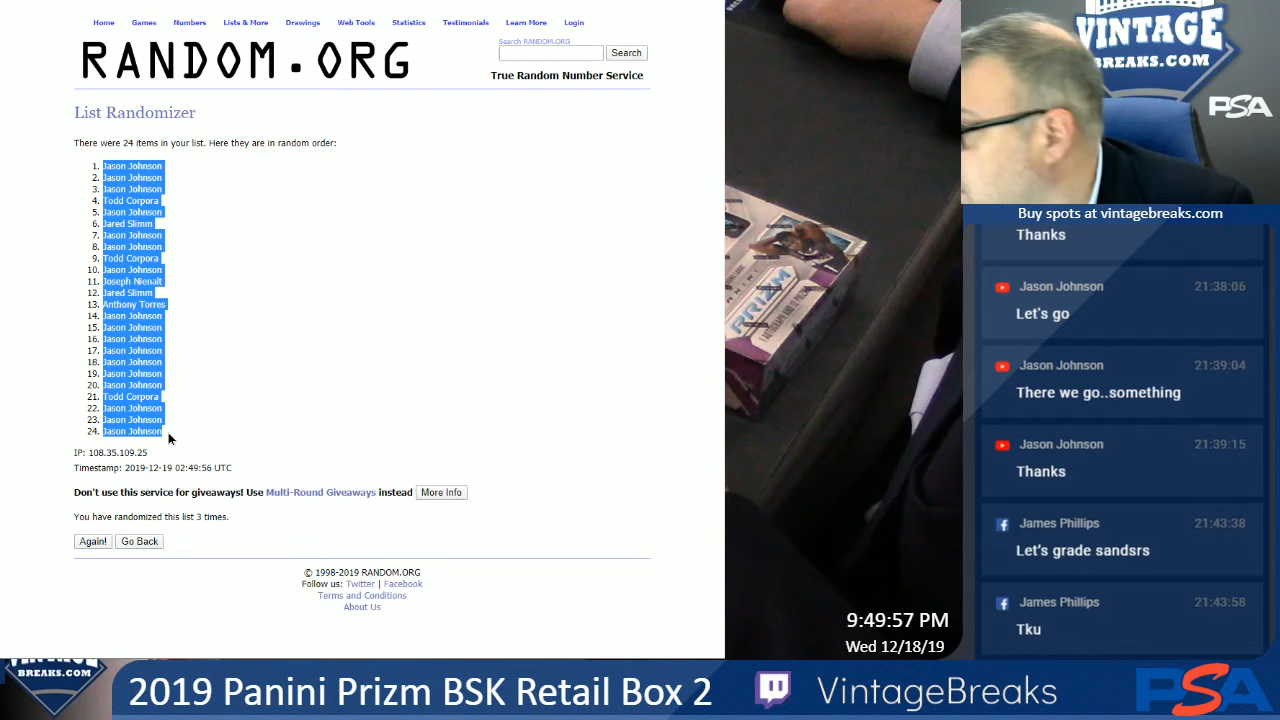 Home Games Numbers Lists & More Drawings Web Tools Statistics Testimonials Learn More Login
RANDOM.ORG
Search RANDOM.ORG
Search
True Random Number Service
List Randomizer
There were 24 items in your list. Here they are in random order:
1. Jason Johnson
2. Jason Johnson
3. Jason Johnson
4. Todd Corpora
5. Jason Johnson
6. Jared Slimm
7. Jason Johnson
8. Jason Johnson
9. Todd Corpora
10. Jason Johnson
11. Joseph Nienalt
12. Jared Slimm
13. Anthony Torres
14. Jason Johnson
15. Jason Johnson
16. Jason Johnson
17. Jason Johnson
18. Jason Johnson
19. Jason Johnson
20. Jason Johnson
21. Todd Corpora
22. Jason Johnson
23. Jason Johnson
24. Jason Johnson
IP: 108.35.109.25
Timestamp: 2019-12-19 02:49:56 UTC
Don't use this service for giveaways! Use Multi-Round Giveaways instead More Info
You have randomized this list 3 times.
Again! Go Back
© 1998-2019 RANDOM.ORG
Follow us: Twitter | Facebook
Terms and Conditions
About Us
PRIZM
9:49:57 PM
Wed 12/18/19
VINTAGE
BREAKS.COM
PSA
Buy spots at vintagebreaks.com
Thanks
Jason Johnson 21:38:06
Let's go
Jason Johnson 21:39:04
There we go..something
Jason Johnson 21:39:15
Thanks
James Phillips 21:43:38
Let's grade sandsrs
James Phillips 21:43:58
Tku
VINTAGE
BREAKS.COM
2019 Panini Prizm BSK Retail Box 2
VintageBreaks
PSA